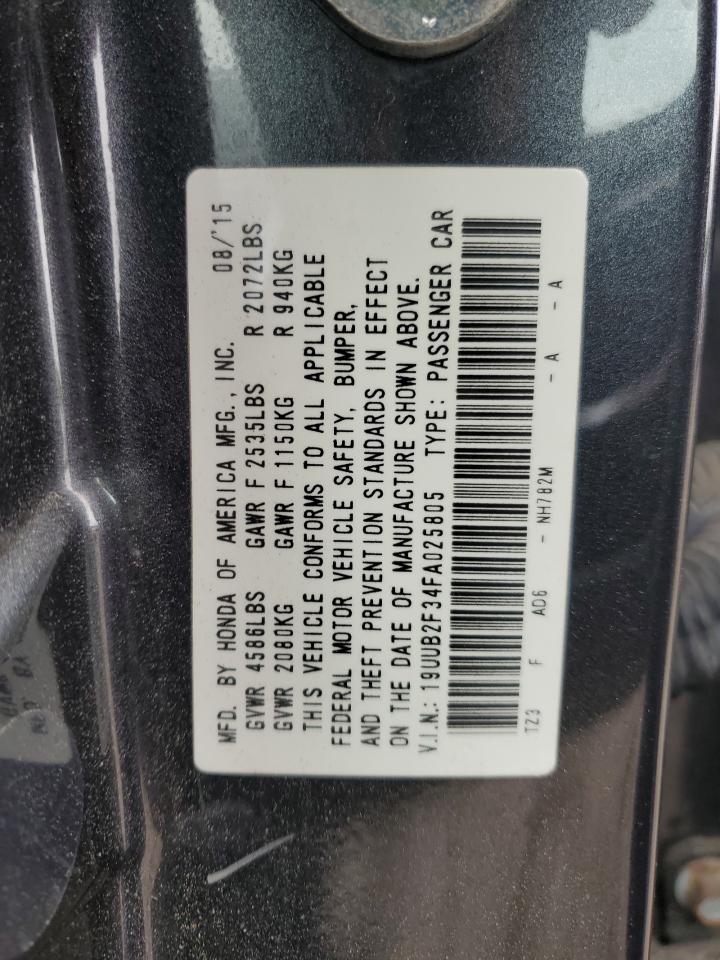 MFD. BY HONDA OF AMERICA MFG., INC. 08/'15
GVWR 4586LBS GAWR F 2535LBS R 2072LBS
GVWR 2080KG GAWR F 1150KG R 940KG
THIS VEHICLE CONFORMS TO ALL APPLICABLE
FEDERAL MOTOR VEHICLE SAFETY, BUMPER,
AND THEFT PREVENTION STANDARDS IN EFFECT
ON THE DATE OF MANUFACTURE SHOWN ABOVE.
V.I.N.: 19UUB2F34FA025805 TYPE: PASSENGER CAR
TZ3 F AD6 - NH782M - A - A